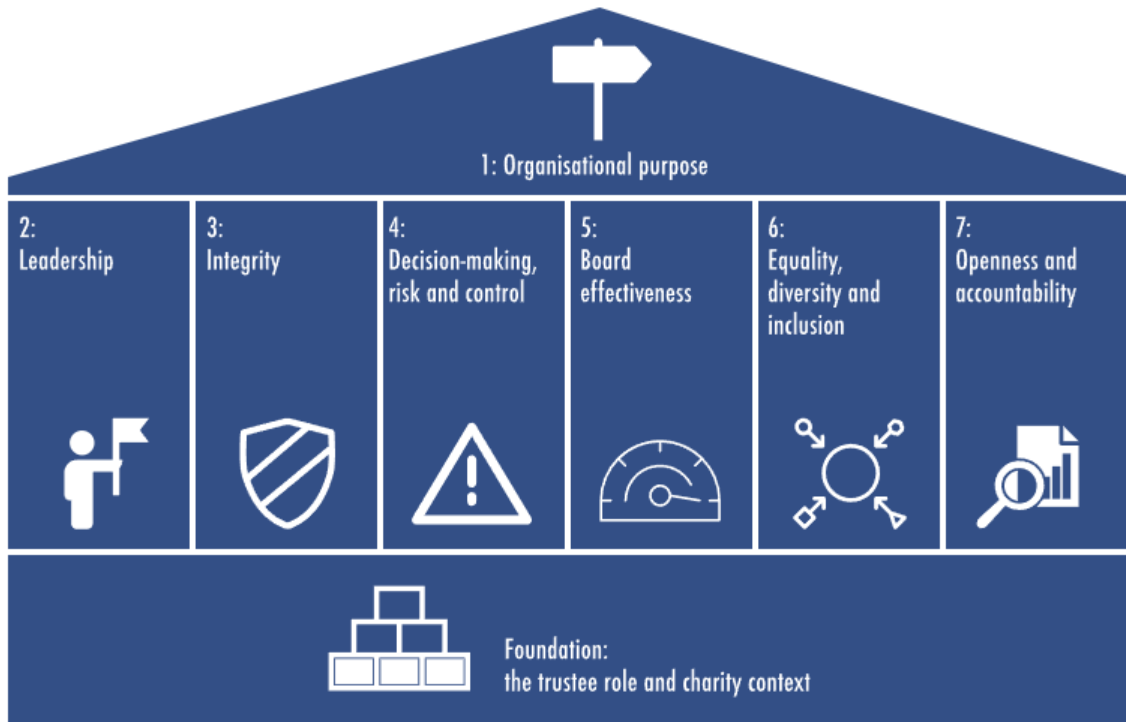 1: Organisational purpose
2:
Leadership
3:
Integrity
4:
Decision-making,
risk and control
5:
Board
effectiveness
6:
Equality,
diversity and
inclusion
7:
Openness and
accountability
Foundation:
the trustee role and charity context